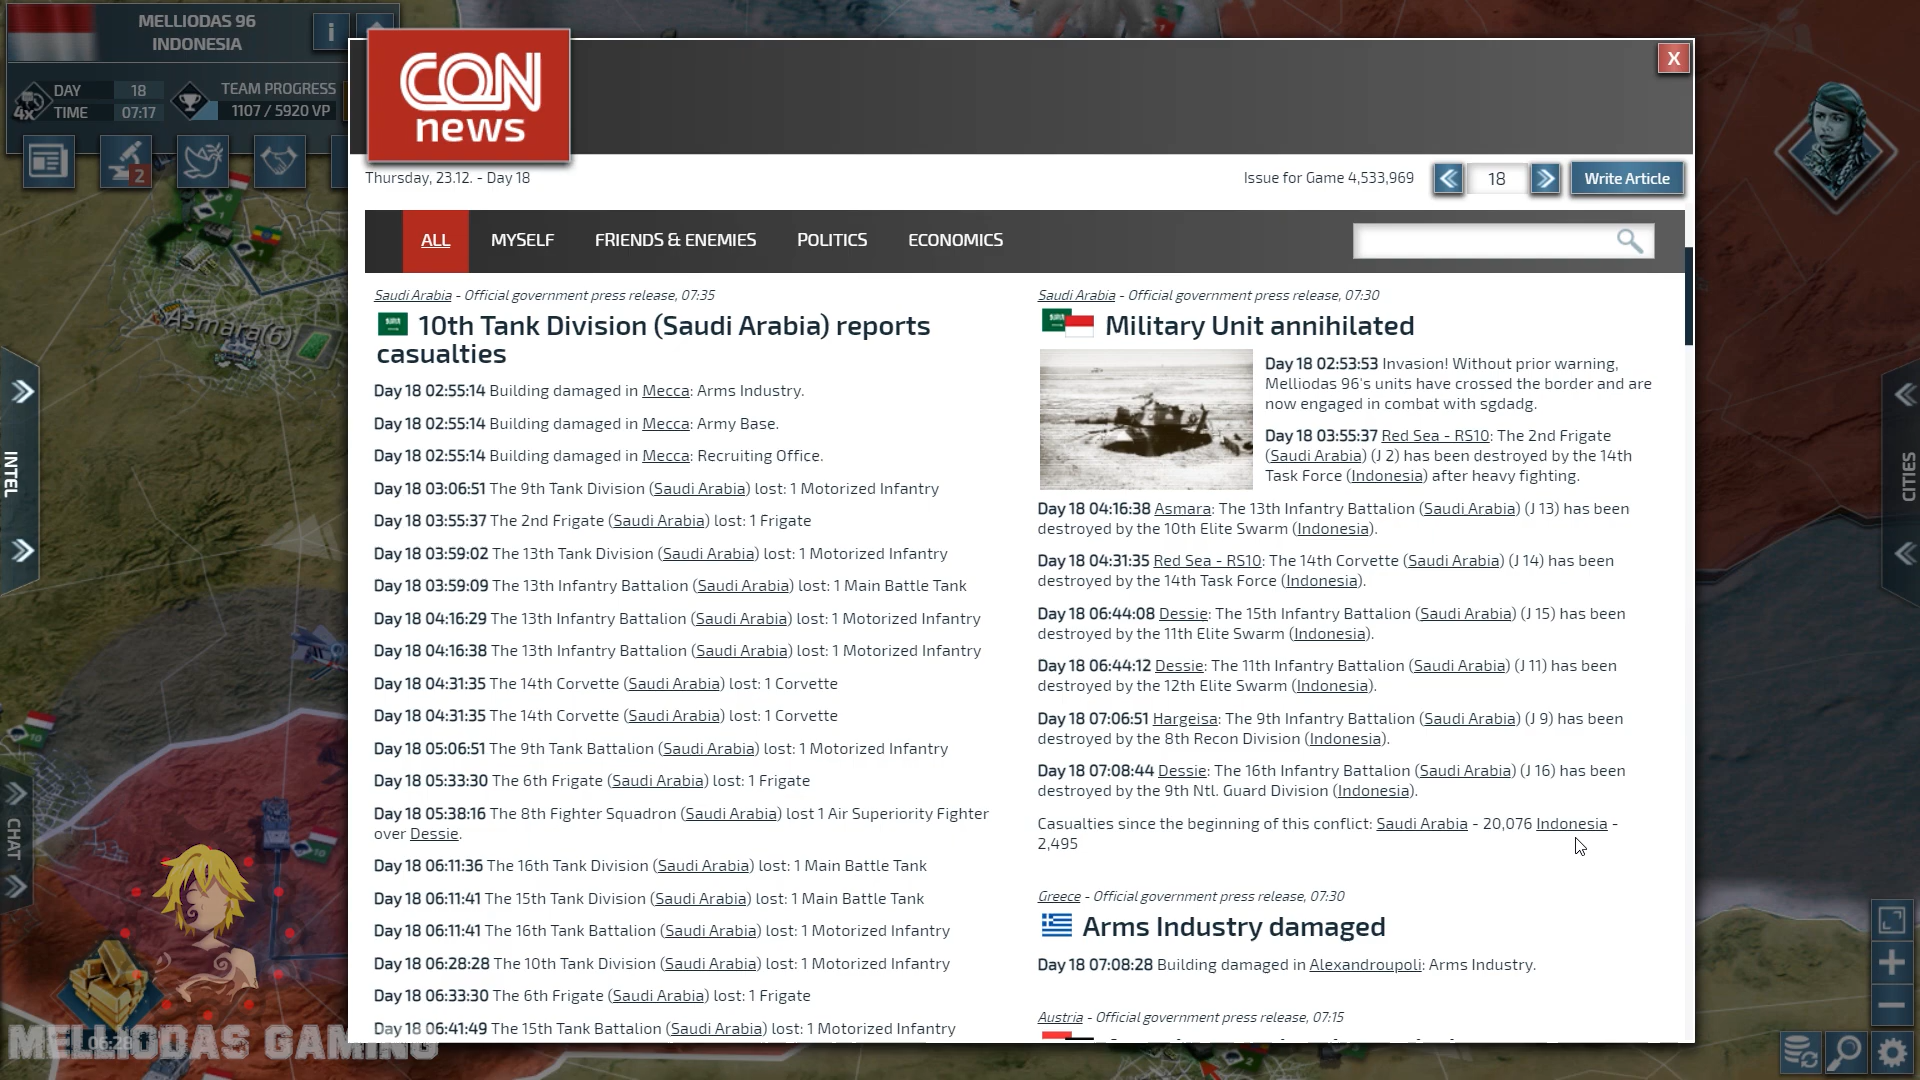 MELLIODAS 96
INDONESIA
i
DAY 18
TIME 07:17
4x
TEAM PROGRESS
1107 / 5920 VP
2
CON
news
X
Thursday, 23.12. - Day 18
Issue for Game 4,533,969
18
Write Article
ALL MYSELF FRIENDS & ENEMIES POLITICS ECONOMICS
Saudi Arabia - Official government press release, 07:35
10th Tank Division (Saudi Arabia) reports
casualties
Day 18 02:55:14 Building damaged in Mecca: Arms Industry.
Day 18 02:55:14 Building damaged in Mecca: Army Base.
Day 18 02:55:14 Building damaged in Mecca: Recruiting Office.
Day 18 03:06:51 The 9th Tank Division (Saudi Arabia) lost: 1 Motorized Infantry
Day 18 03:55:37 The 2nd Frigate (Saudi Arabia) lost: 1 Frigate
Day 18 03:59:02 The 13th Tank Division (Saudi Arabia) lost: 1 Motorized Infantry
Day 18 03:59:09 The 13th Infantry Battalion (Saudi Arabia) lost: 1 Main Battle Tank
Day 18 04:16:29 The 13th Infantry Battalion (Saudi Arabia) lost: 1 Motorized Infantry
Day 18 04:16:38 The 13th Infantry Battalion (Saudi Arabia) lost: 1 Motorized Infantry
Day 18 04:31:35 The 14th Corvette (Saudi Arabia) lost: 1 Corvette
Day 18 04:31:35 The 14th Corvette (Saudi Arabia) lost: 1 Corvette
Day 18 05:06:51 The 9th Tank Battalion (Saudi Arabia) lost: 1 Motorized Infantry
Day 18 05:33:30 The 6th Frigate (Saudi Arabia) lost: 1 Frigate
Day 18 05:38:16 The 8th Fighter Squadron (Saudi Arabia) lost 1 Air Superiority Fighter
over Dessie.
Day 18 06:11:36 The 16th Tank Division (Saudi Arabia) lost: 1 Main Battle Tank
Day 18 06:11:41 The 15th Tank Division (Saudi Arabia) lost: 1 Main Battle Tank
Day 18 06:11:41 The 16th Tank Battalion (Saudi Arabia) lost: 1 Motorized Infantry
Day 18 06:28:28 The 10th Tank Division (Saudi Arabia) lost: 1 Motorized Infantry
Day 18 06:33:30 The 6th Frigate (Saudi Arabia) lost: 1 Frigate
Day 18 06:41:49 The 15th Tank Battalion (Saudi Arabia) lost: 1 Motorized Infantry
Saudi Arabia - Official government press release, 07:30
Military Unit annihilated
Day 18 02:53:53 Invasion! Without prior warning,
Melliodas 96's units have crossed the border and are
now engaged in combat with sgdadg.
Day 18 03:55:37 Red Sea - RS10: The 2nd Frigate
(Saudi Arabia) (J 2) has been destroyed by the 14th
Task Force (Indonesia) after heavy fighting.
Day 18 04:16:38 Asmara: The 13th Infantry Battalion (Saudi Arabia) (J 13) has been
destroyed by the 10th Elite Swarm (Indonesia).
Day 18 04:31:35 Red Sea - RS10: The 14th Corvette (Saudi Arabia) (J 14) has been
destroyed by the 14th Task Force (Indonesia).
Day 18 06:44:08 Dessie: The 15th Infantry Battalion (Saudi Arabia) (J 15) has been
destroyed by the 11th Elite Swarm (Indonesia).
Day 18 06:44:12 Dessie: The 11th Infantry Battalion (Saudi Arabia) (J 11) has been
destroyed by the 12th Elite Swarm (Indonesia).
Day 18 07:06:51 Hargeisa: The 9th Infantry Battalion (Saudi Arabia) (J 9) has been
destroyed by the 8th Recon Division (Indonesia).
Day 18 07:08:44 Dessie: The 16th Infantry Battalion (Saudi Arabia) (J 16) has been
destroyed by the 9th Ntl. Guard Division (Indonesia).
Casualties since the beginning of this conflict: Saudi Arabia - 20,076 Indonesia -
2,495
Greece - Official government press release, 07:30
Arms Industry damaged
Day 18 07:08:28 Building damaged in Alexandroupoli: Arms Industry.
Austria - Official government press release, 07:15
Asmara(6)
INTEL
CHAT
CITIES
06:28
MELLIODAS GAMING